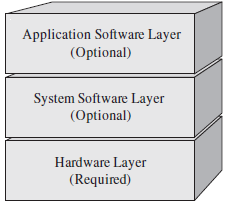 Application Software Layer
(Optional)
System Software Layer
(Optional)
Hardware Layer
(Required)